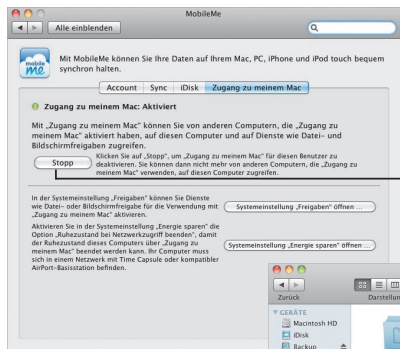 MobileMe
Alle einblenden
mobile
me
Mit MobileMe können Sie Ihre Daten auf Ihrem Mac, PC, iPhone und iPod touch bequem
synchron halten.
Account Sync iDisk Zugang zu meinem Mac
Zugang zu meinem Mac: Aktiviert
Mit „Zugang zu meinem Mac“ können Sie von anderen Computern, die „Zugang zu
meinem Mac“ aktiviert haben, auf diesen Computer und auf Dienste wie Datei- und
Bildschirmfreigaben zugreifen.
Stopp
Klicken Sie auf „Stopp“, um „Zugang zu meinem Mac“ für diesen Benutzer zu
deaktivieren. Sie können dann nicht mehr von anderen Computern, die „Zugang zu
meinem Mac“ verwenden, auf diesen Computer zugreifen.
In der Systemeinstellung „Freigaben“ können Sie Dienste
wie Datei- oder Bildschirmfreigabe für die Verwendung mit
„Zugang zu meinem Mac“ aktivieren.
Systemeinstellung „Freigaben“ öffnen ...
Aktivieren Sie in der Systemeinstellung „Energie sparen“ die
Option „Ruhezustand bei Netzwerkzugriff beenden“, damit
der Ruhezustand dieses Computers über „Zugang zu
meinem Mac“ beendet werden kann. Ihr Computer muss
sich in einem Netzwerk mit Time Capsule oder kompatibler
AirPort-Basisstation befinden.
Systemeinstellung „Energie sparen“ öffnen ...
Zurück
Darstellun
GERÄTE
Macintosh HD
iDisk
Backup